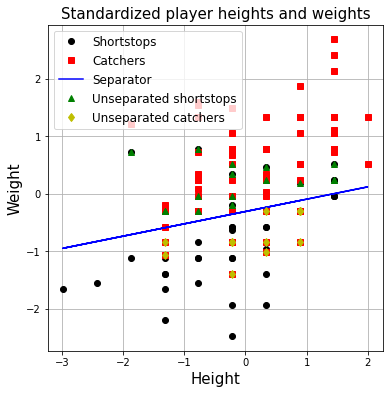 Standardized player heights and weights
Shortstops
Catchers
Separator
Unseparated shortstops
Unseparated catchers
Weight
2
1
0
−1
−2
−3 −2 −1 0 1 2
Height